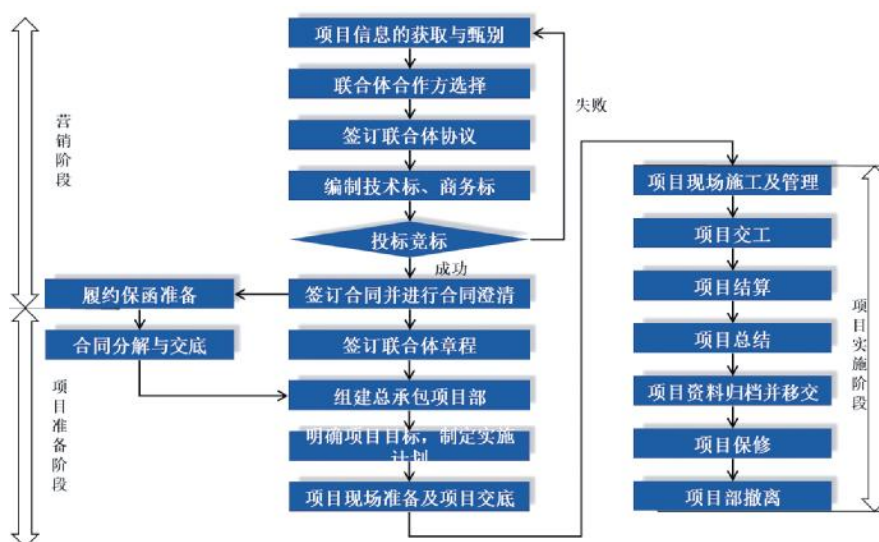 项目信息的获取与甄别
联合体合作方选择
失败
签订联合体协议
编制技术标、商务标
投标竞标
成功
营销阶段
履约保函准备
签订合同并进行合同澄清
合同分解与交底
签订联合体章程
组建总承包项目部
明确项目目标，制定实施
计划
项目现场准备及项目交底
项目准备阶段
项目现场施工及管理
项目交工
项目结算
项目总结
项目资料归档并移交
项目保修
项目部撤离
项目实施阶段